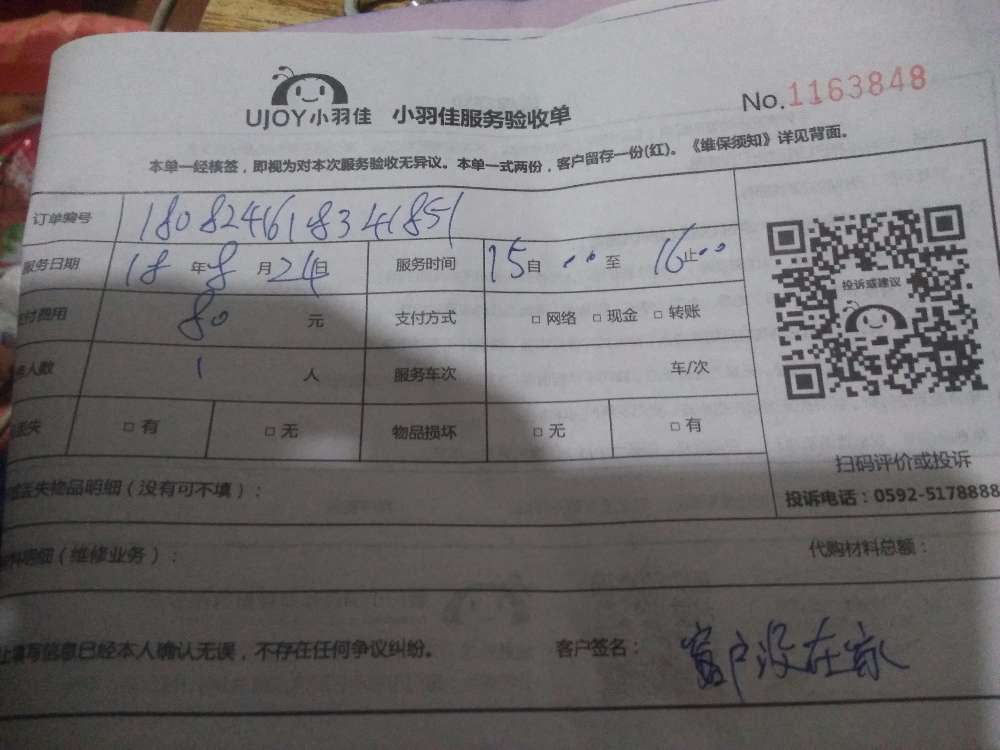 UJOY小羽佳 小羽佳服务验收单 No.1163848
本单一经核签，即视为对本次服务验收无异议。本单一式两份，客户留存一份(红)。《维保须知》详见背面。
订单编号 1808241618341851
服务日期 18 年 8 月 24 日 服务时间 15 自 00 至 16 止 00
支付费用 80 元 支付方式 □ 网络 □ 现金 □ 转账
人数 1 人 服务车次 车/次
丢失 □ 有 □ 无 物品损坏 □ 无 □ 有
投诉或建议
扫码评价或投诉
投诉电话：0592-5178888
丢失物品明细（没有可不填）：
料明细（维修业务）： 代购材料总额：
填写信息已经本人确认无误，不存在任何争议纠纷。 客户签名： 客户没在家